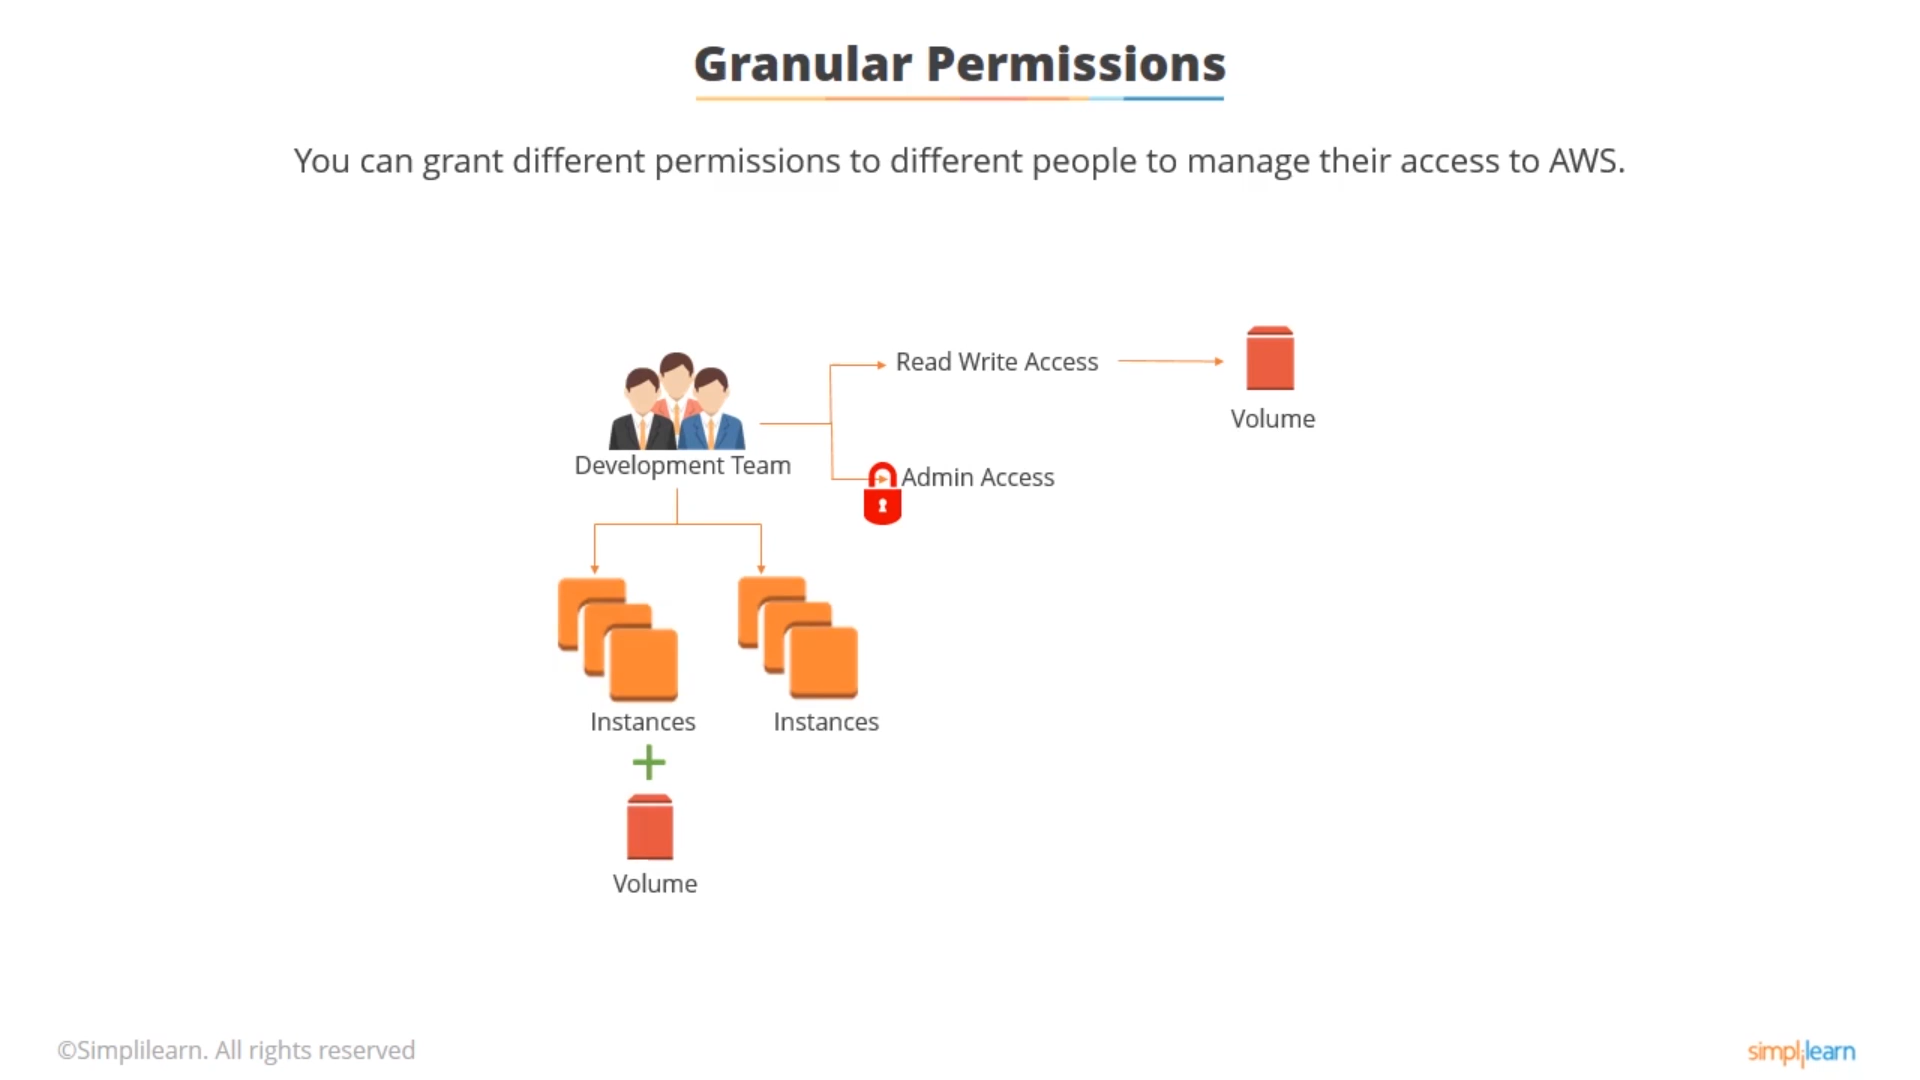 Granular Permissions
You can grant different permissions to different people to manage their access to AWS.
Read Write Access
Volume
Development Team
Admin Access
Instances
Instances
Volume
©Simplilearn. All rights reserved
simplilearn